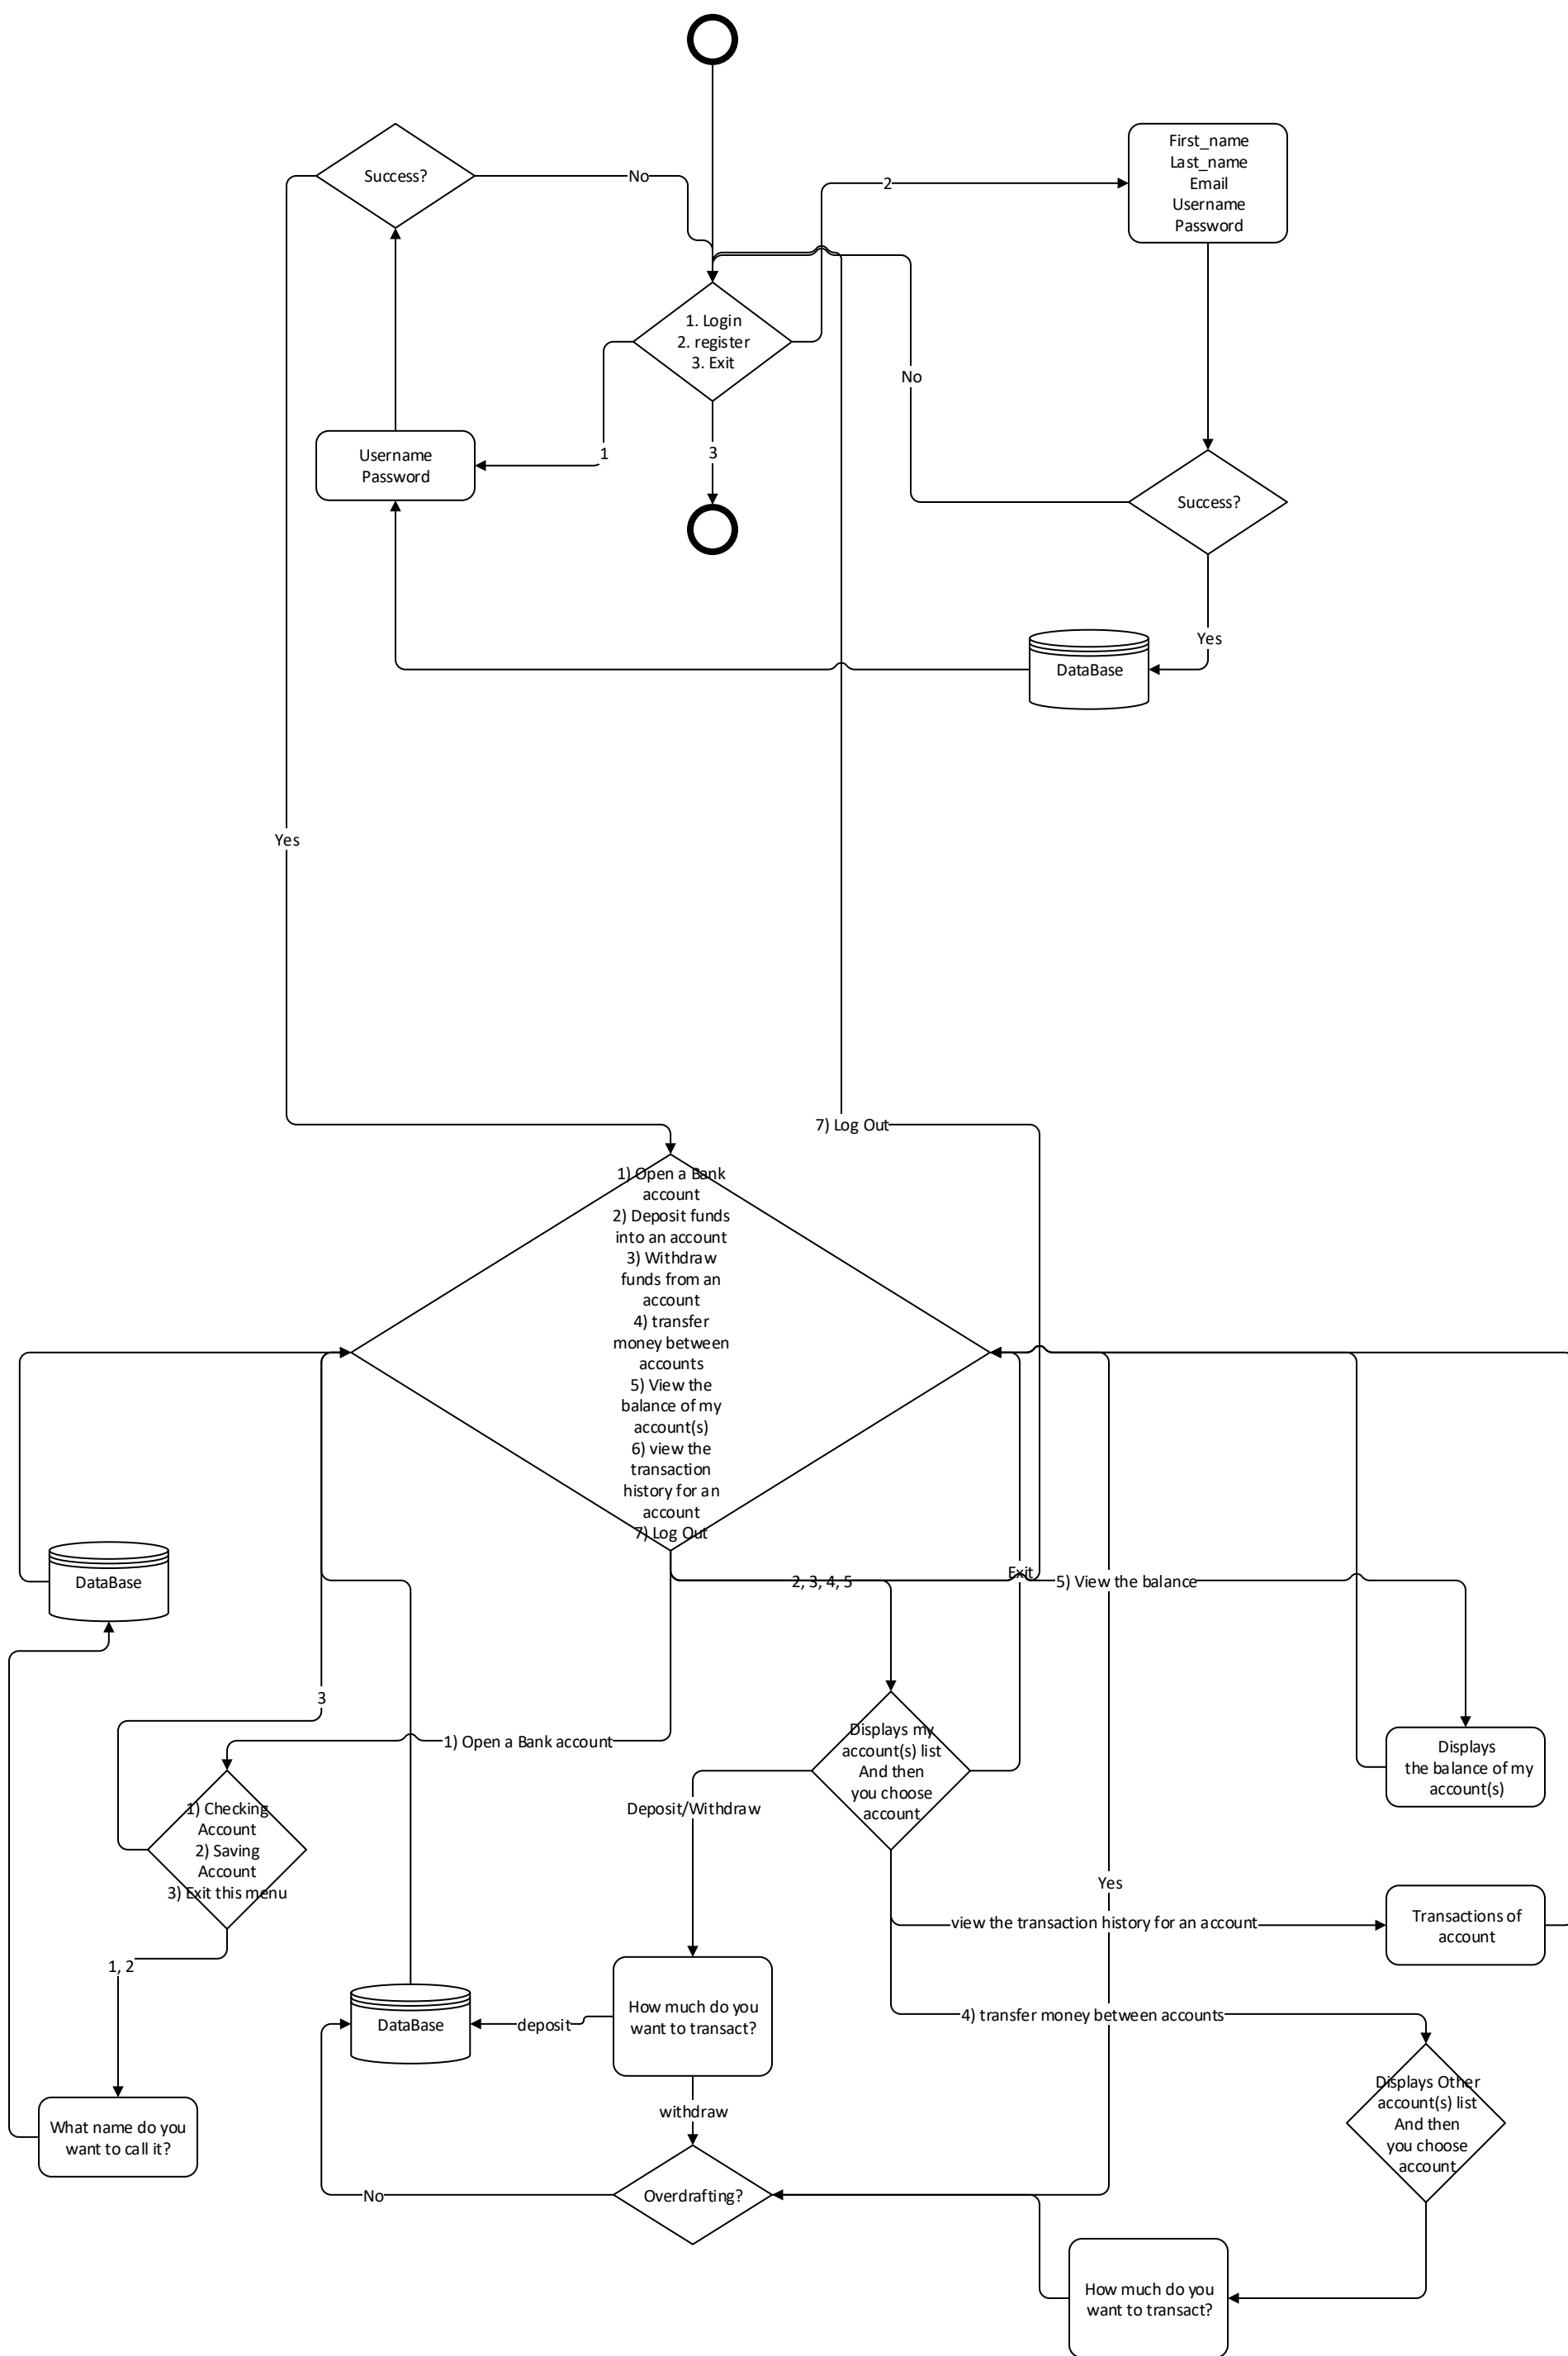 Success?
No
2
First_name
Last_name
Email
Username
Password
1. Login
2. register
3. Exit
No
Username
Password
1
3
Success?
Yes
DataBase
Yes
7) Log Out
1) Open a Bank
account
2) Deposit funds
into an account
3) Withdraw
funds from an
account
4) transfer
money between
accounts
5) View the
balance of my
account(s)
6) view the
transaction
history for an
account
7) Log Out
DataBase
2, 3, 4, 5
Exit
5) View the balance
3
1) Open a Bank account
Displays my
account(s) list
And then
you choose
account
Displays
the balance of my
account(s)
Deposit/Withdraw
1) Checking
Account
2) Saving
Account
3) Exit this menu
Yes
view the transaction history for an account
Transactions of
account
1, 2
How much do you
want to transact?
DataBase
deposit
4) transfer money between accounts
Displays Other
account(s) list
And then
you choose
account
withdraw
What name do you
want to call it?
No
Overdrafting?
How much do you
want to transact?